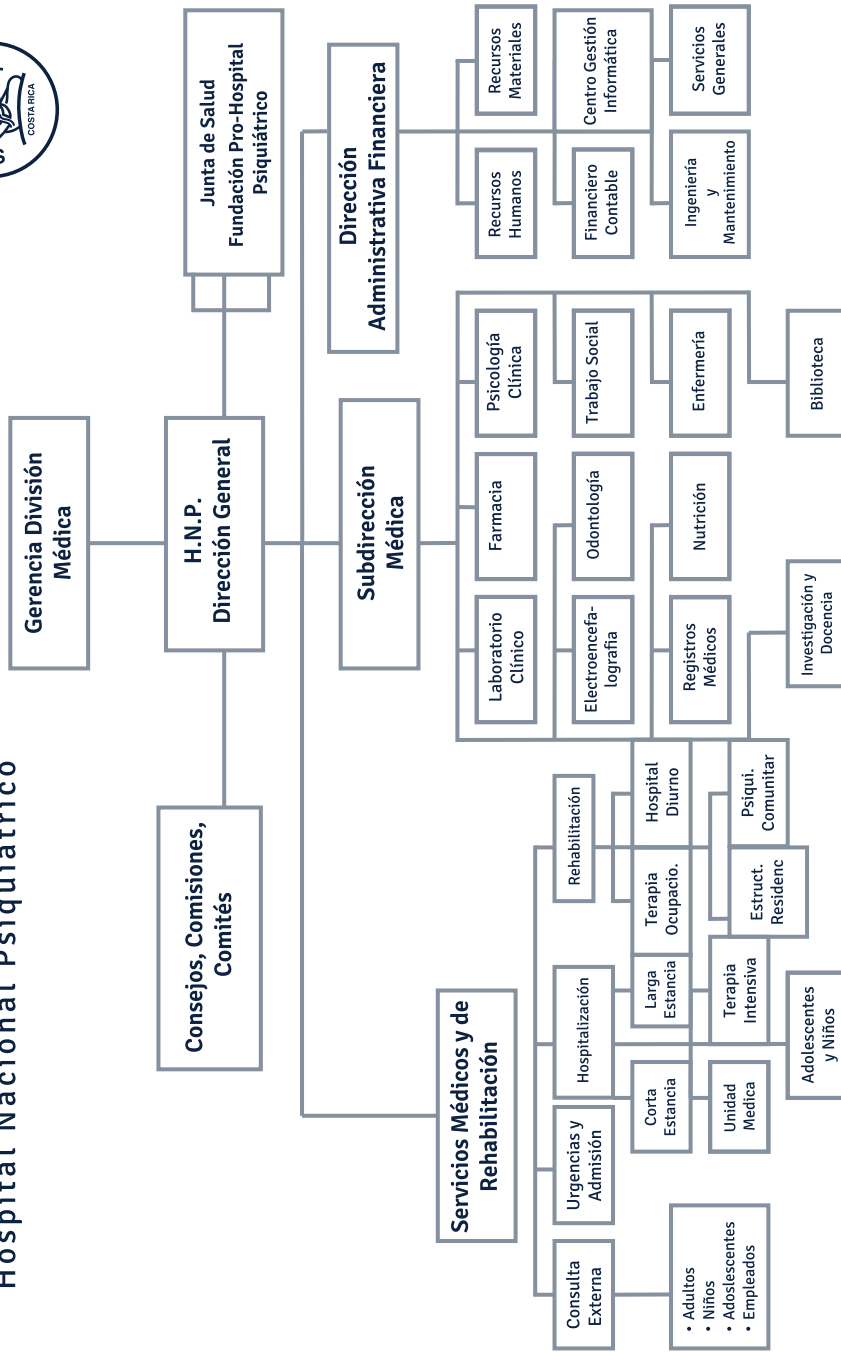 Hospital Nacional Psiquiátrico
COSTA RICA
Gerencia División
Médica
Consejos, Comisiones,
Comités
H.N.P.
Dirección General
Junta de Salud
Fundación Pro-Hospital
Psiquiátrico
Servicios Médicos y de
Rehabilitación
Subdirección
Médica
Dirección
Administrativa Financiera
Consulta
Externa
Urgencias y
Admisión
Hospitalización
Rehabilitación
• Adultos
• Niños
• Adoslescentes
• Empleados
Corta
Estancia
Larga
Estancia
Unidad
Medica
Terapia
Intensiva
Adolescentes
y Niños
Terapia
Ocupacio.
Hospital
Diurno
Estruct.
Residenc
Psiqui.
Comunitar
Laboratorio
Clínico
Farmacia
Psicología
Clínica
Electroencefa-
lografia
Odontología
Trabajo Social
Registros
Médicos
Nutrición
Enfermería
Investigación y
Docencia
Biblioteca
Recursos
Humanos
Recursos
Materiales
Financiero
Contable
Centro Gestión
Informática
Ingeniería
y
Mantenimiento
Servicios
Generales